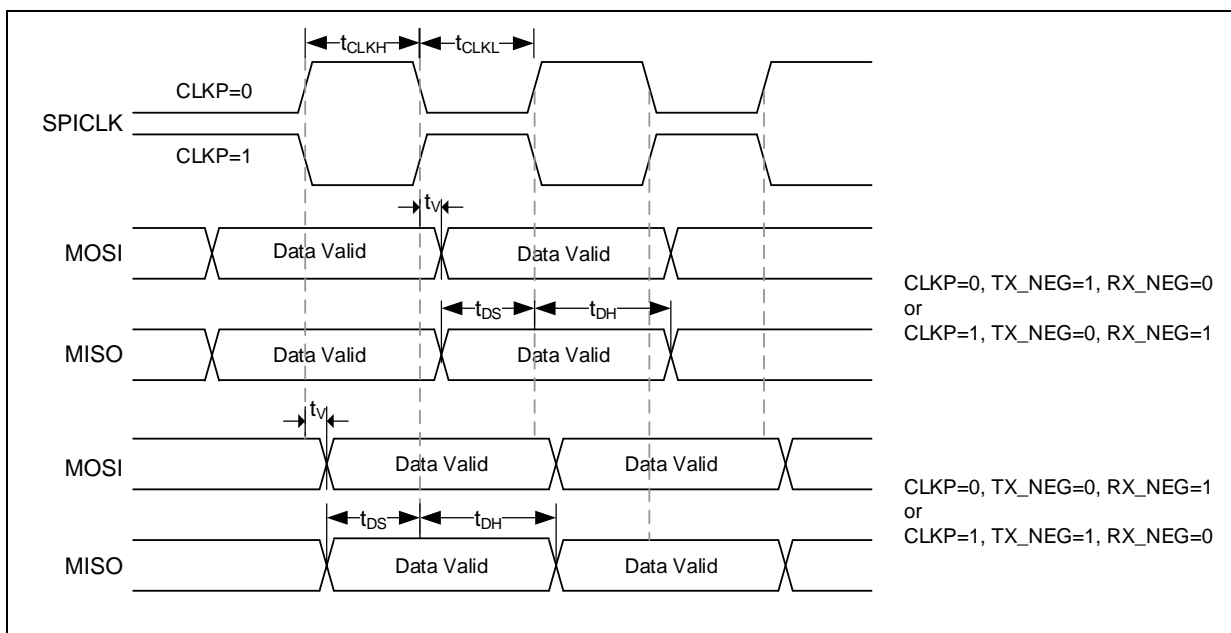 tCLKH tCLKL
CLKP=0
SPICLK
CLKP=1
tV
MOSI Data Valid Data Valid
tDS tDH
MISO Data Valid Data Valid
CLKP=0, TX_NEG=1, RX_NEG=0
or
CLKP=1, TX_NEG=0, RX_NEG=1
tV
MOSI Data Valid Data Valid
tDS tDH
MISO Data Valid Data Valid
CLKP=0, TX_NEG=0, RX_NEG=1
or
CLKP=1, TX_NEG=1, RX_NEG=0